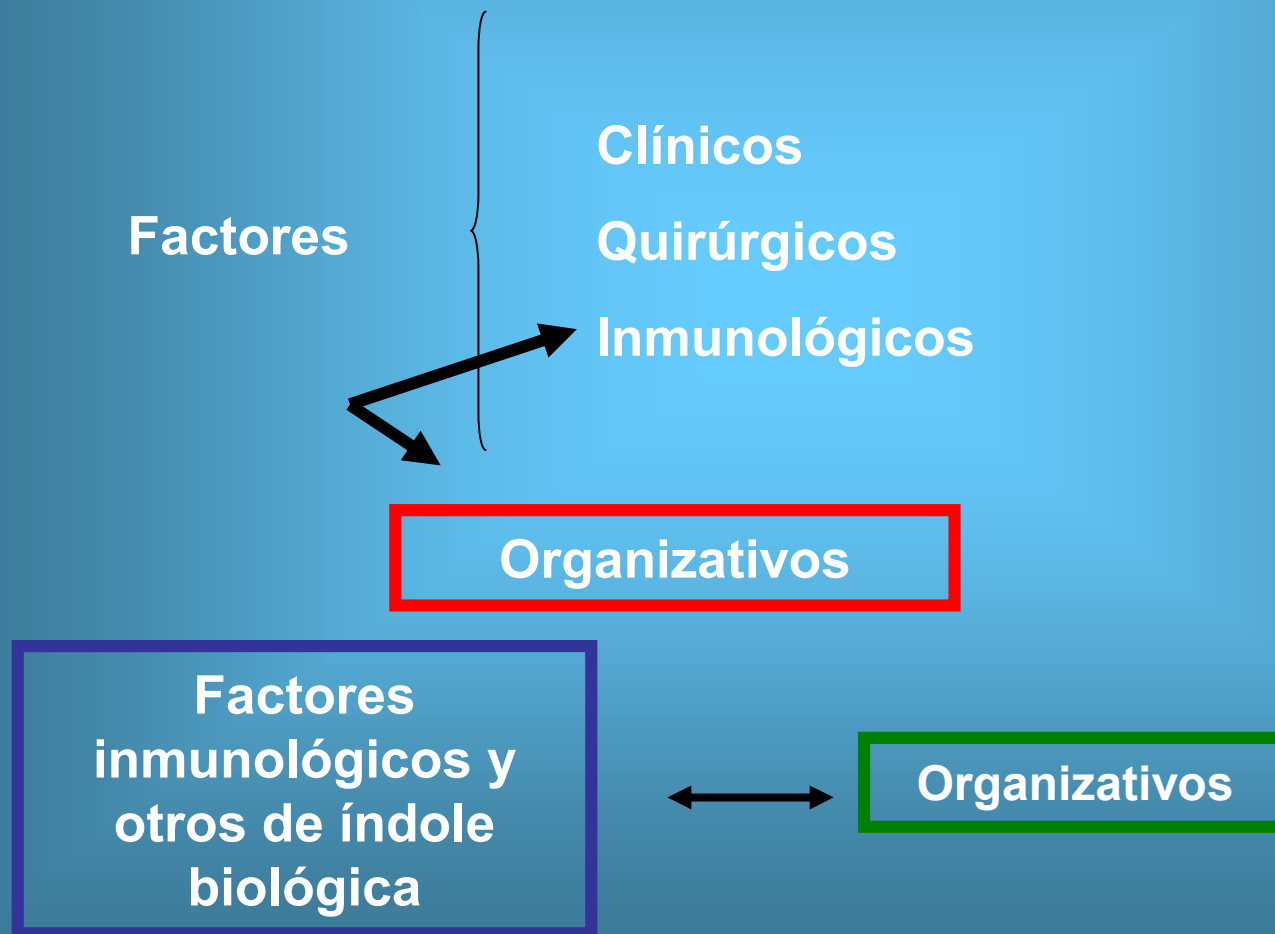 Factores
Clínicos
Quirúrgicos
Inmunológicos
Organizativos
Factores
inmunológicos y
otros de índole
biológica
Organizativos